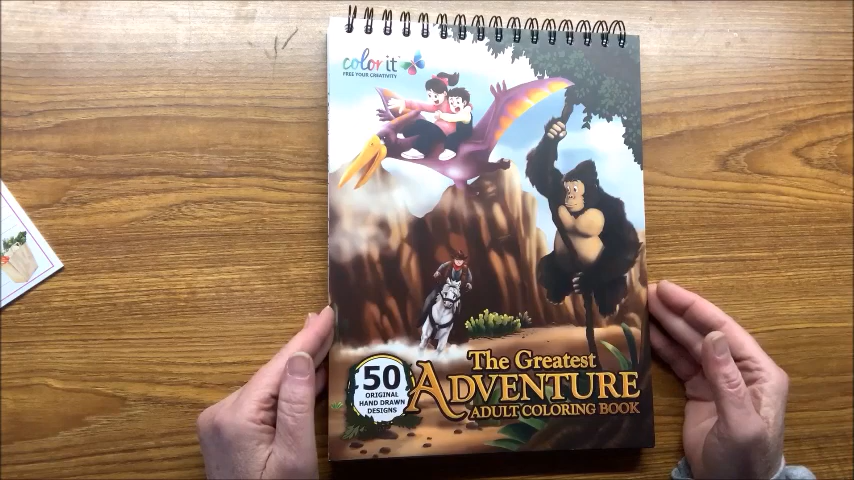 color it
FREE YOUR CREATIVITY
50
ORIGINAL
HAND DRAWN
DESIGNS
The Greatest
ADVENTURE
ADULT COLORING BOOK